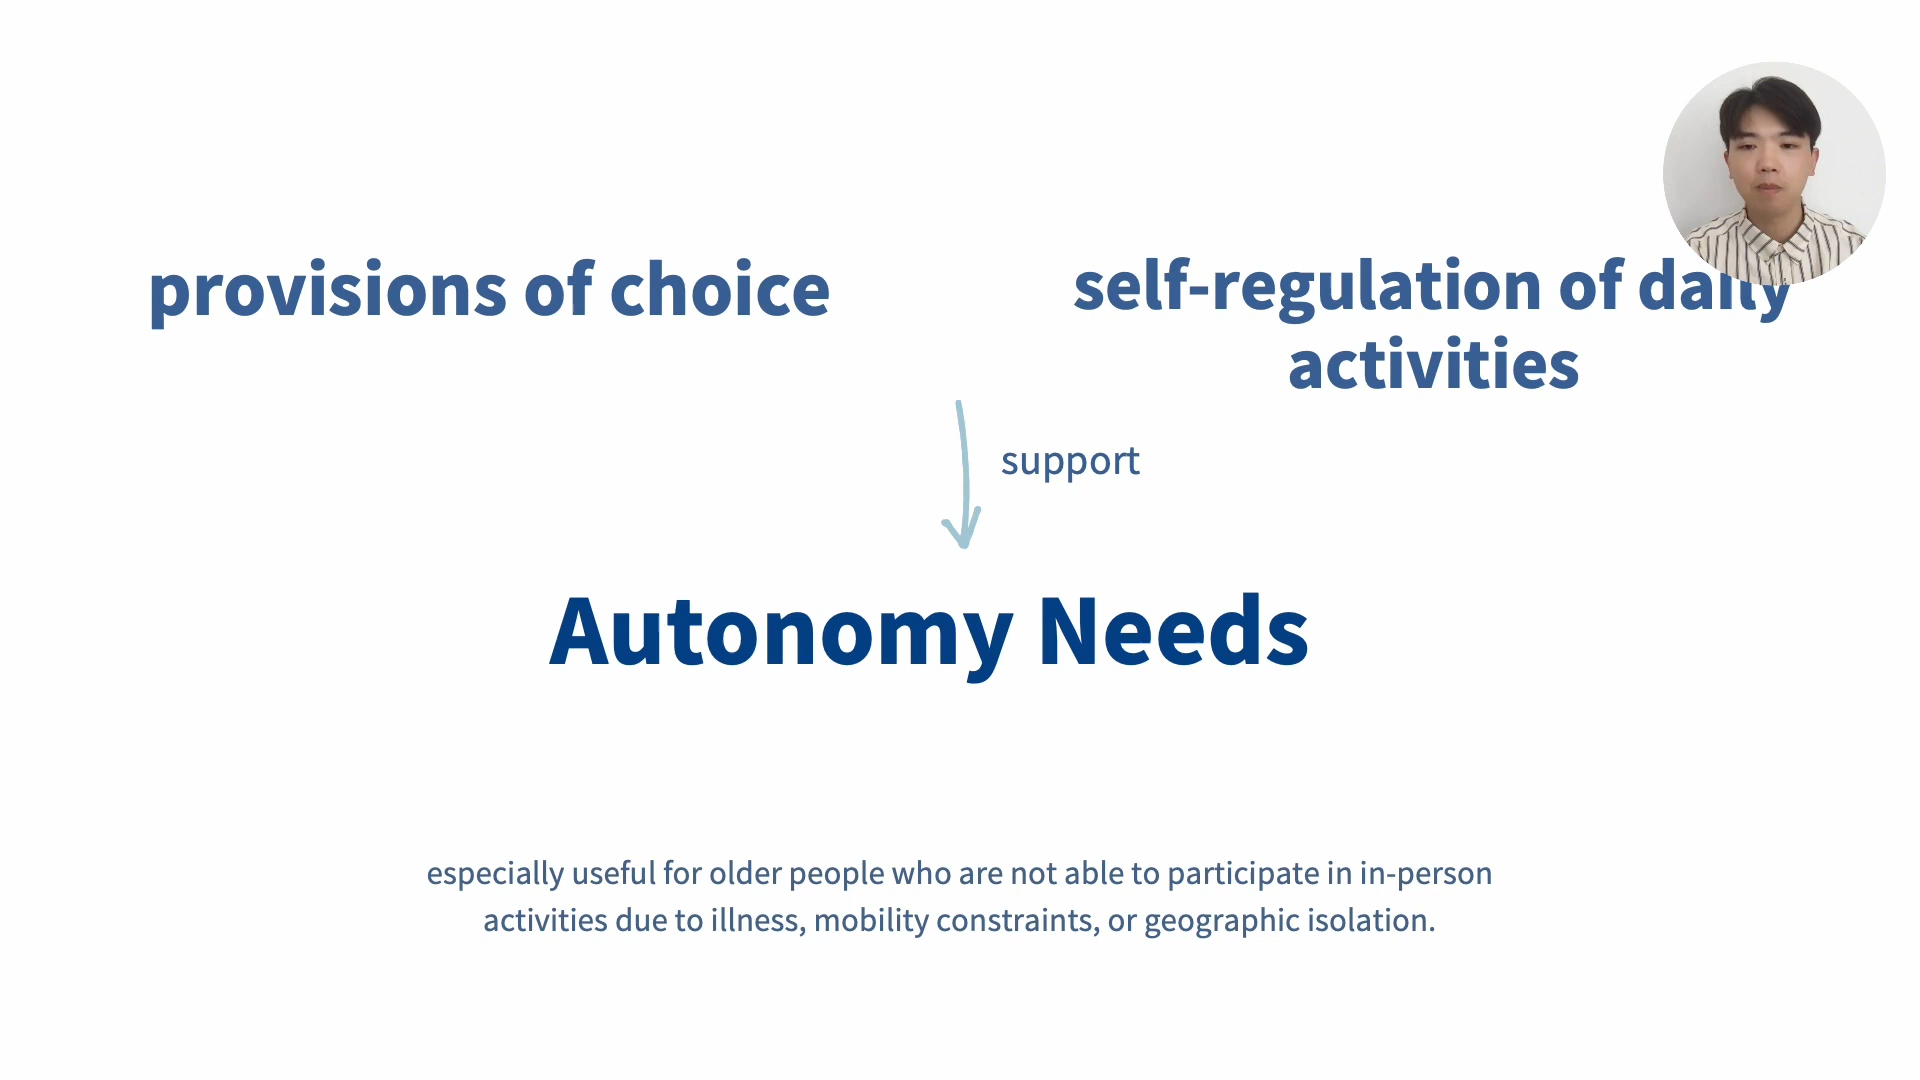 provisions of choice
self-regulation of daily
activities
support
Autonomy Needs
especially useful for older people who are not able to participate in in-person
activities due to illness, mobility constraints, or geographic isolation.